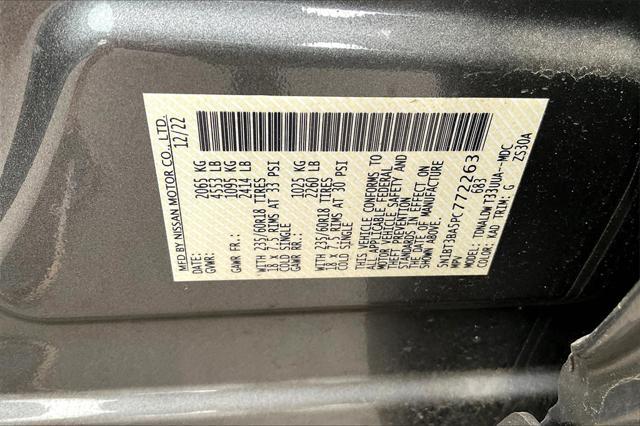 MFD BY NISSAN MOTOR CO., LTD.
DATE: 12/22
GVWR: 2065 KG
4553 LB
GAWR FR.: 1095 KG
2414 LB
WITH 235/60R18 TIRES
18 X 7.5 RIMS AT 33 PSI
COLD SINGLE
GAWR RR.: 1025 KG
2260 LB
WITH 235/60R18 TIRES
18 X 7.5 RIMS AT 30 PSI
COLD SINGLE
THIS VEHICLE CONFORMS TO
ALL APPLICABLE FEDERAL
MOTOR VEHICLE SAFETY AND
THEFT PREVENTION
STANDARDS IN EFFECT ON
THE DATE OF MANUFACTURE
SHOWN ABOVE.
5N1BT3BA5PC772263
MPV 683
MODEL: TDNALOW T33UUA-MDC
COLOR: KAD TRIM: G ZS30A